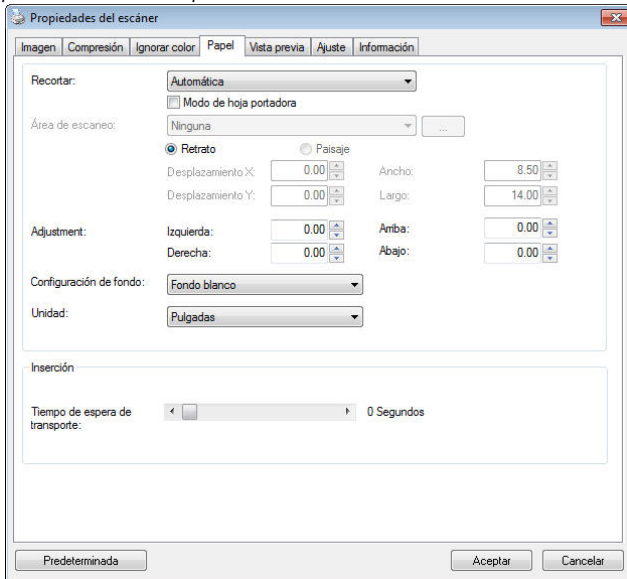 Propiedades del escáner
Imagen Compresión Ignorar color Papel Vista previa Ajuste Información
Recortar: Automática
Modo de hoja portadora
Área de escaneo: Ninguna ...
Retrato Paisaje
Desplazamiento X: 0.00 Ancho: 8.50
Desplazamiento Y: 0.00 Largo: 14.00
Adjustment: Izquierda: 0.00 Arriba: 0.00
Derecha: 0.00 Abajo: 0.00
Configuración de fondo: Fondo blanco
Unidad: Pulgadas
Inserción
Tiempo de espera de 0 Segundos
transporte:
Predeterminada Aceptar Cancelar